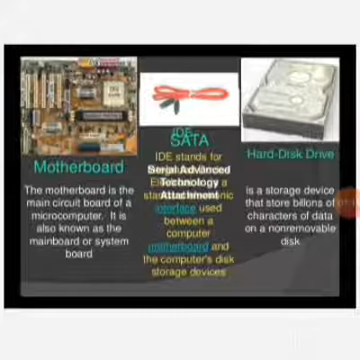 Motherboard
The motherboard is the
main circuit board of a
microcomputer. It is
also known as the
mainboard or system
board
IDE
SATA
IDE stands for
Serial Advanced
Technology
Attachment
interface used
between a
computer
motherboard and
the computer's disk
storage devices
Hard-Disk Drive
is a storage device
that store billons of
characters of data
on a nonremovable
disk